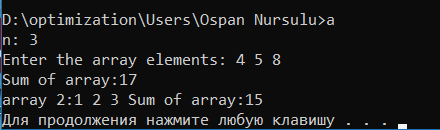 D:\optimization\Users\Ospan Nursulu>a
n: 3
Enter the array elements: 4 5 8
Sum of array:17
array 2:1 2 3 Sum of array:15
Для продолжения нажмите любую клавишу . . .